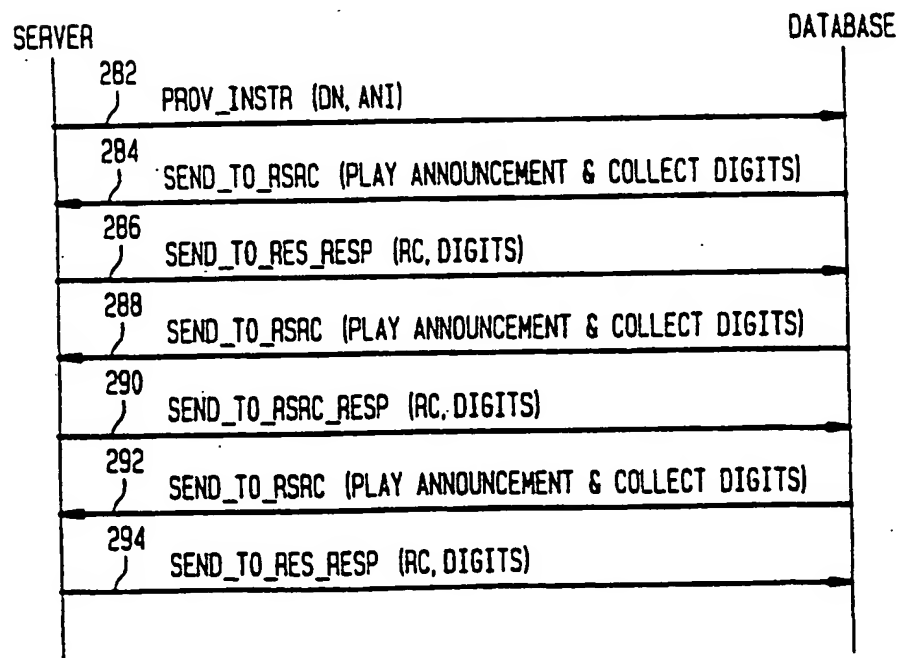 SERVER
DATABASE
282
PROV_INSTR (DN, ANI)
284
SEND_TO_RSRC (PLAY ANNOUNCEMENT & COLLECT DIGITS)
286
SEND_TO_RES_RESP (RC, DIGITS)
288
SEND_TO_RSRC (PLAY ANNOUNCEMENT & COLLECT DIGITS)
290
SEND_TO_RSRC_RESP (RC, DIGITS)
292
SEND_TO_RSRC (PLAY ANNOUNCEMENT & COLLECT DIGITS)
294
SEND_TO_RES_RESP (RC, DIGITS)